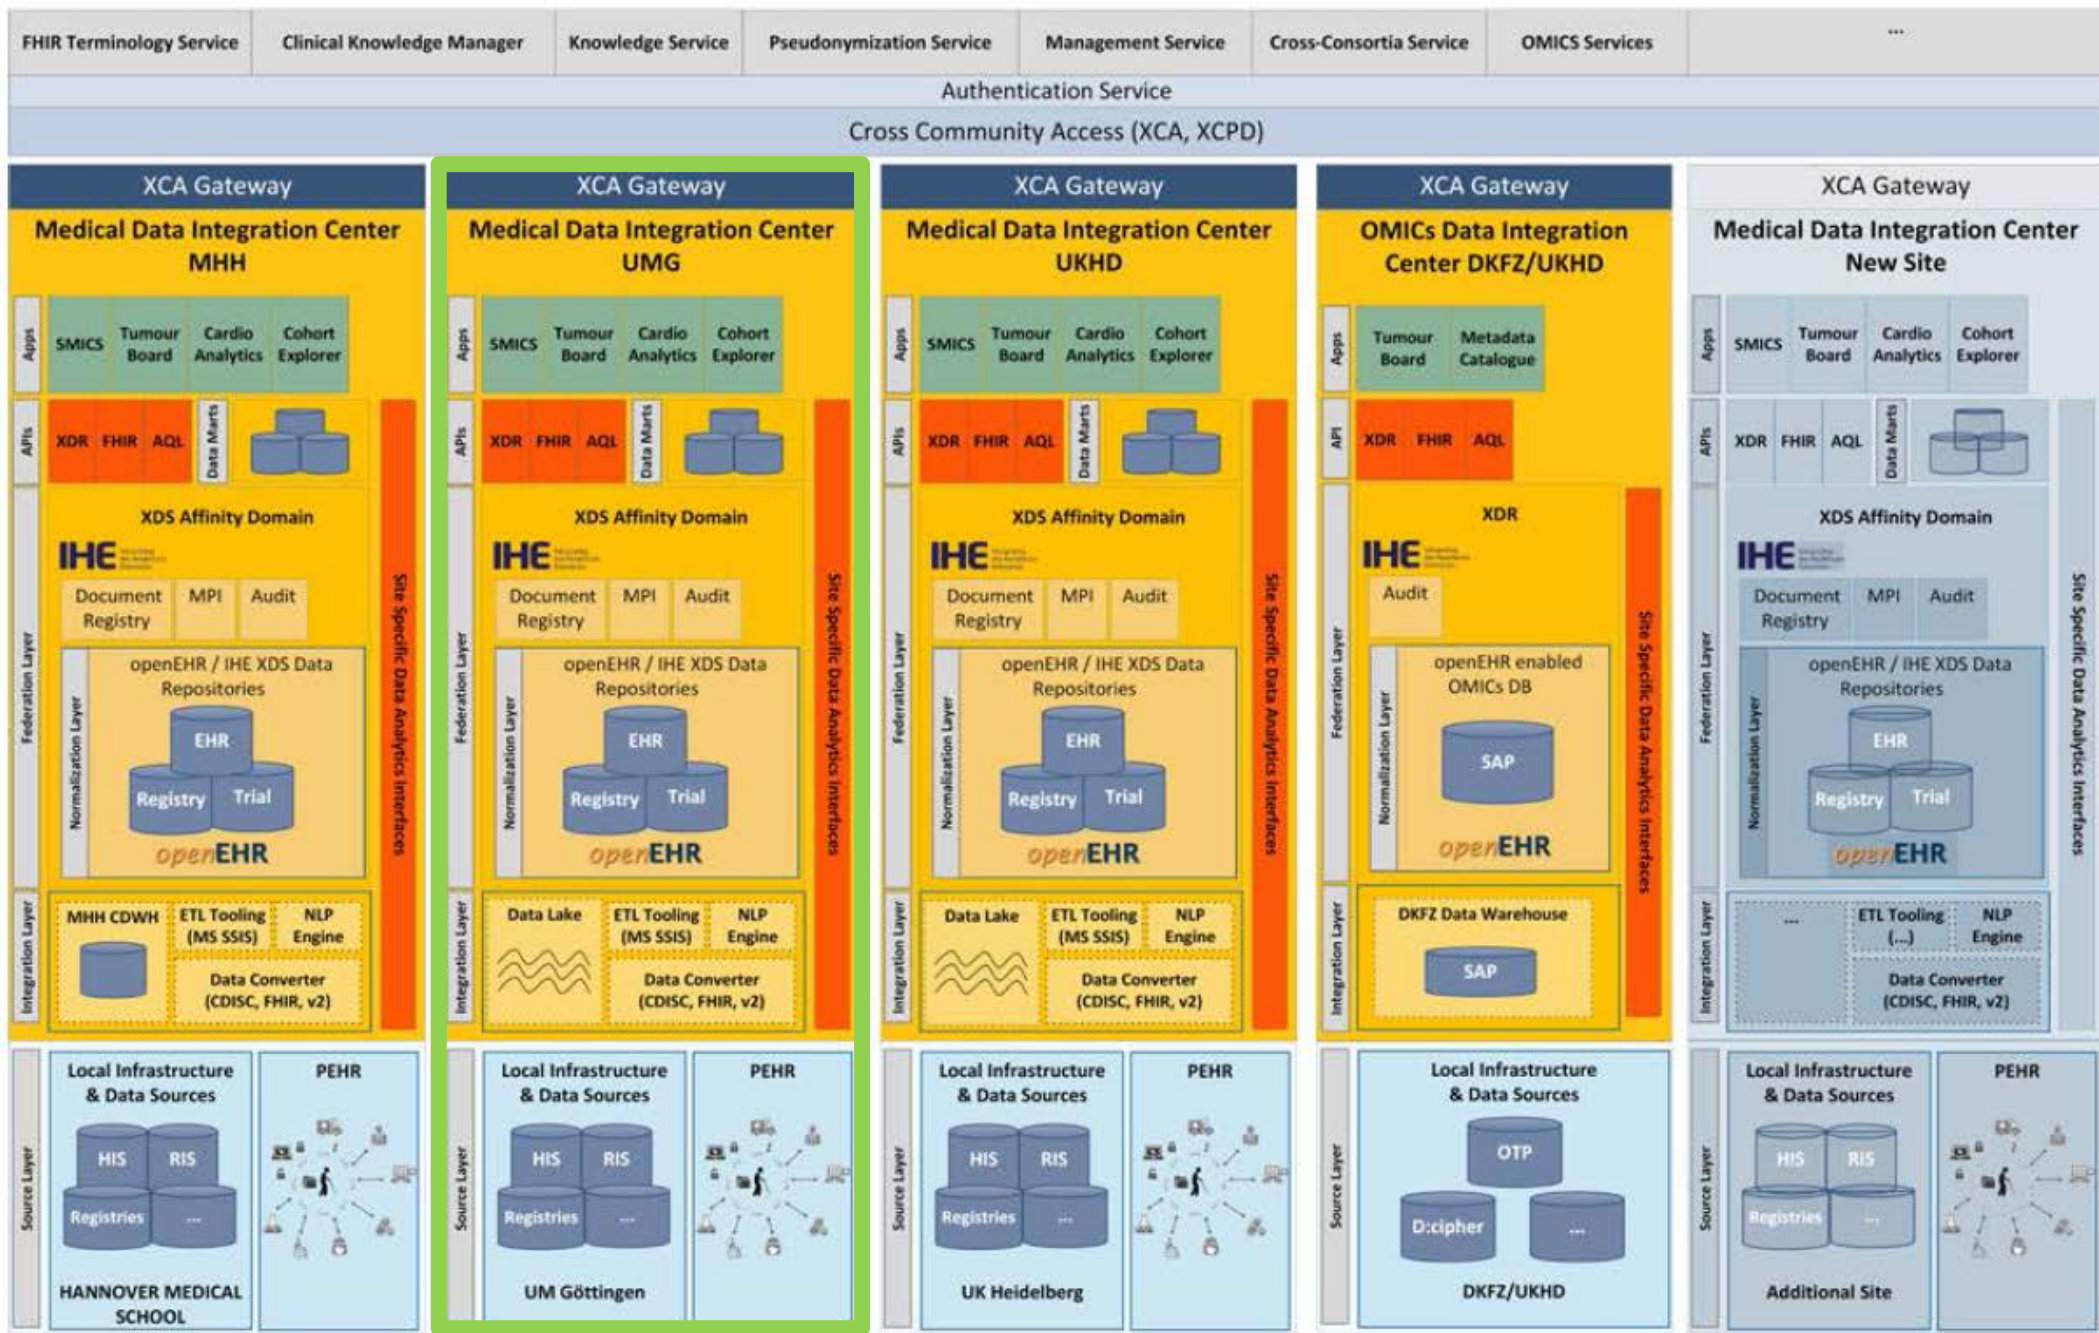 FHIR Terminology Service
Clinical Knowledge Manager
Knowledge Service
Pseudonymization Service
Management Service
Cross-Consortia Service
OMICS Services
...
Authentication Service
Cross Community Access (XCA, XCPD)
XCA Gateway
Medical Data Integration Center
MHH
Apps
SMICS
Tumour
Board
Cardio
Analytics
Cohort
Explorer
APIs
XDR
FHIR
AQL
Data Marts
Federation Layer
XDS Affinity Domain
IHE
Document
Registry
MPI
Audit
Normalization Layer
openEHR / IHE XDS Data
Repositories
EHR
Registry
Trial
openEHR
Site Specific Data Analytics Interfaces
Integration Layer
MHH CDWH
ETL Tooling
(MS SSIS)
NLP
Engine
Data Converter
(CDISC, FHIR, v2)
Source Layer
Local Infrastructure
& Data Sources
HIS
RIS
Registries
...
HANNOVER MEDICAL
SCHOOL
PEHR
XCA Gateway
Medical Data Integration Center
UMG
Apps
SMICS
Tumour
Board
Cardio
Analytics
Cohort
Explorer
APIs
XDR
FHIR
AQL
Data Marts
Federation Layer
XDS Affinity Domain
IHE
Document
Registry
MPI
Audit
Normalization Layer
openEHR / IHE XDS Data
Repositories
EHR
Registry
Trial
openEHR
Site Specific Data Analytics Interfaces
Integration Layer
Data Lake
ETL Tooling
(MS SSIS)
NLP
Engine
Data Converter
(CDISC, FHIR, v2)
Source Layer
Local Infrastructure
& Data Sources
HIS
RIS
Registries
...
UM Göttingen
PEHR
XCA Gateway
Medical Data Integration Center
UKHD
Apps
SMICS
Tumour
Board
Cardio
Analytics
Cohort
Explorer
APIs
XDR
FHIR
AQL
Data Marts
Federation Layer
XDS Affinity Domain
IHE
Document
Registry
MPI
Audit
Normalization Layer
openEHR / IHE XDS Data
Repositories
EHR
Registry
Trial
openEHR
Site Specific Data Analytics Interfaces
Integration Layer
Data Lake
ETL Tooling
(MS SSIS)
NLP
Engine
Data Converter
(CDISC, FHIR, v2)
Source Layer
Local Infrastructure
& Data Sources
HIS
RIS
Registries
...
UK Heidelberg
PEHR
XCA Gateway
OMICs Data Integration
Center DKFZ/UKHD
Apps
Tumour
Board
Metadata
Catalogue
API
XDR
FHIR
AQL
Federation Layer
XDR
IHE
Audit
Normalization Layer
openEHR enabled
OMICs DB
SAP
openEHR
Site Specific Data Analytics Interfaces
Integration Layer
DKFZ Data Warehouse
SAP
Source Layer
Local Infrastructure
& Data Sources
OTP
D:cipher
...
DKFZ/UKHD
XCA Gateway
Medical Data Integration Center
New Site
Apps
SMICS
Tumour
Board
Cardio
Analytics
Cohort
Explorer
APIs
XDR
FHIR
AQL
Data Marts
Federation Layer
XDS Affinity Domain
IHE
Document
Registry
MPI
Audit
Normalization Layer
openEHR / IHE XDS Data
Repositories
EHR
Registry
Trial
openEHR
Site Specific Data Analytics Interfaces
Integration Layer
...
ETL Tooling
(...)
NLP
Engine
Data Converter
(CDISC, FHIR, v2)
Source Layer
Local Infrastructure
& Data Sources
HIS
RIS
Registries
...
Additional Site
PEHR